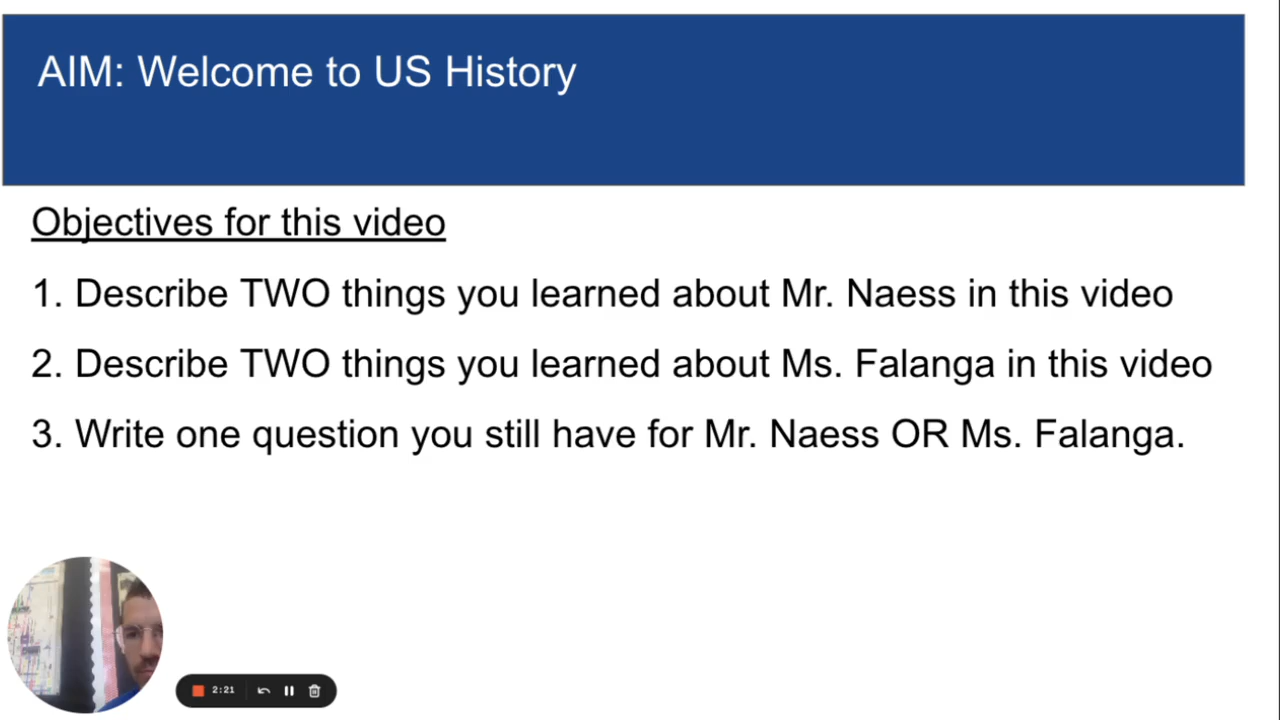 AIM: Welcome to US History
Objectives for this video
1. Describe TWO things you learned about Mr. Naess in this video
2. Describe TWO things you learned about Ms. Falanga in this video
3. Write one question you still have for Mr. Naess OR Ms. Falanga.
2:21